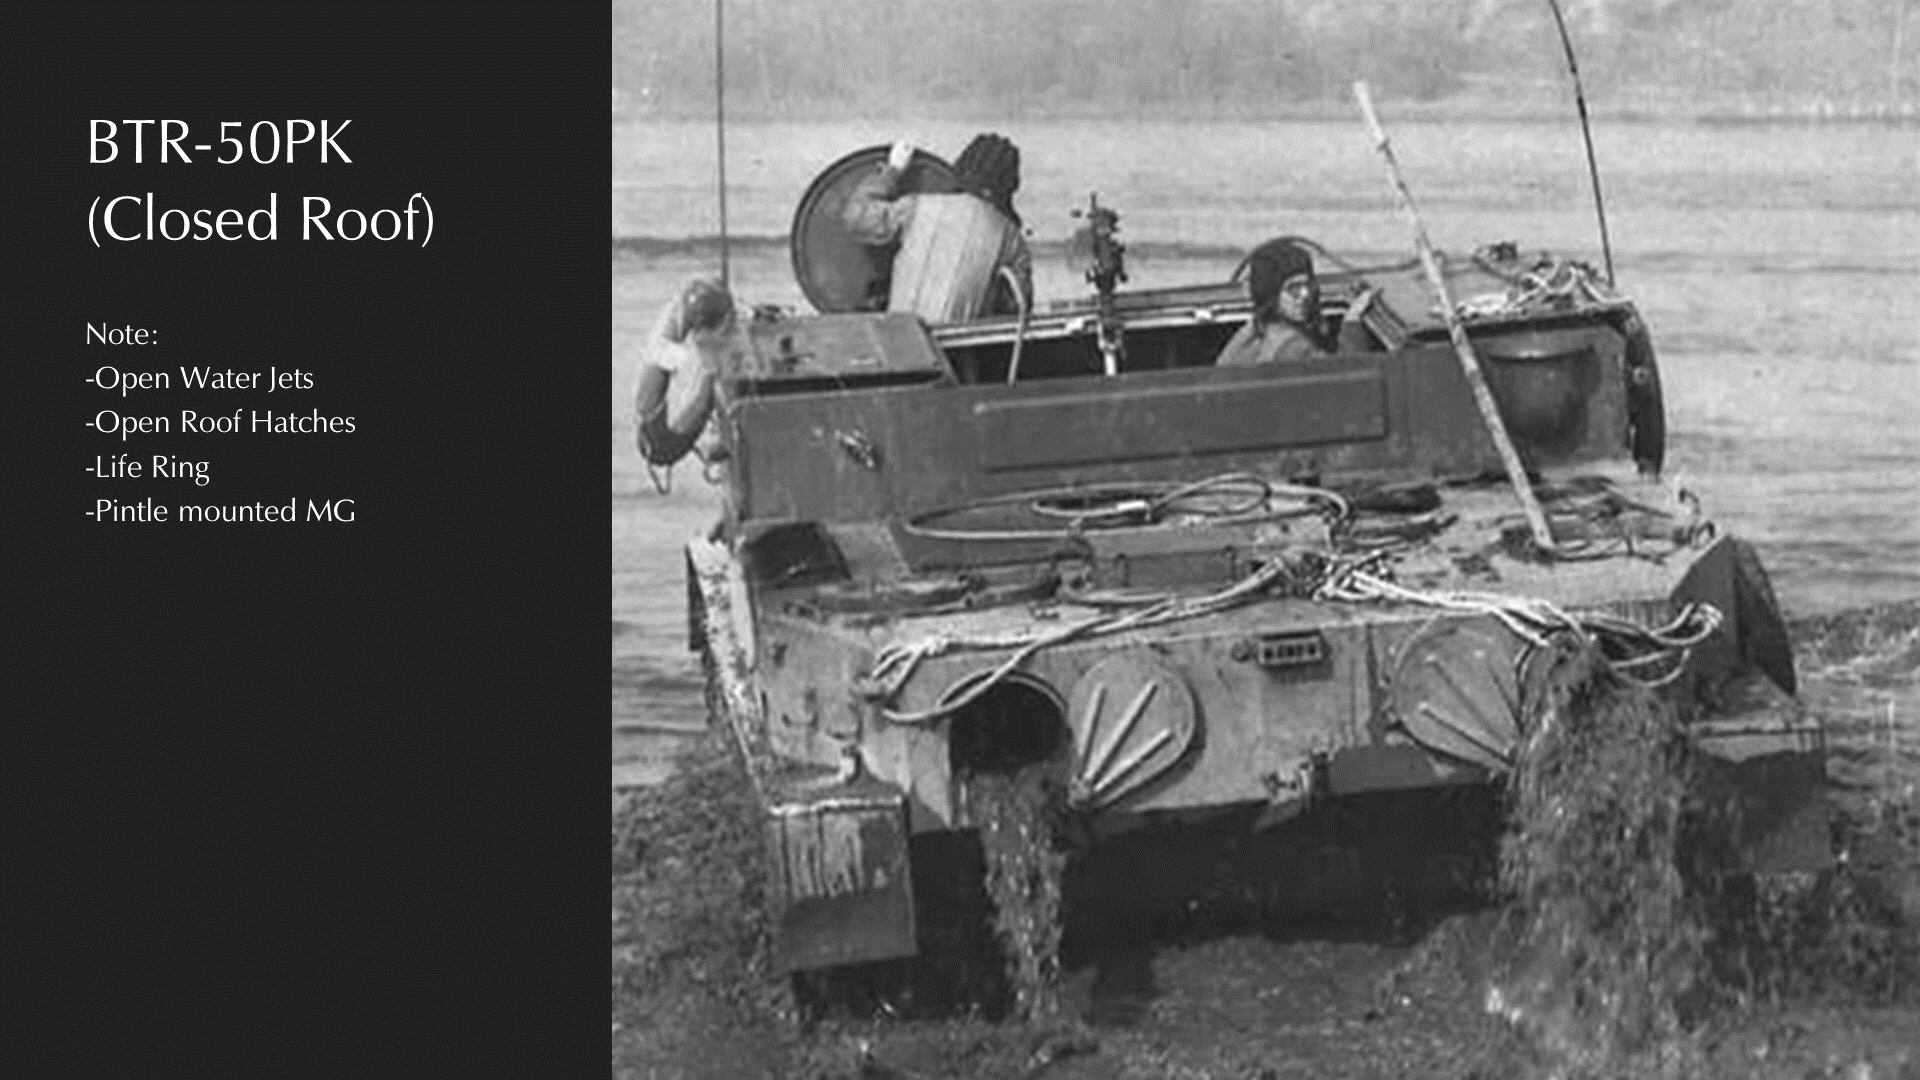 BTR-50PK
(Closed Roof)
Note:
-Open Water Jets
-Open Roof Hatches
-Life Ring
-Pintle mounted MG